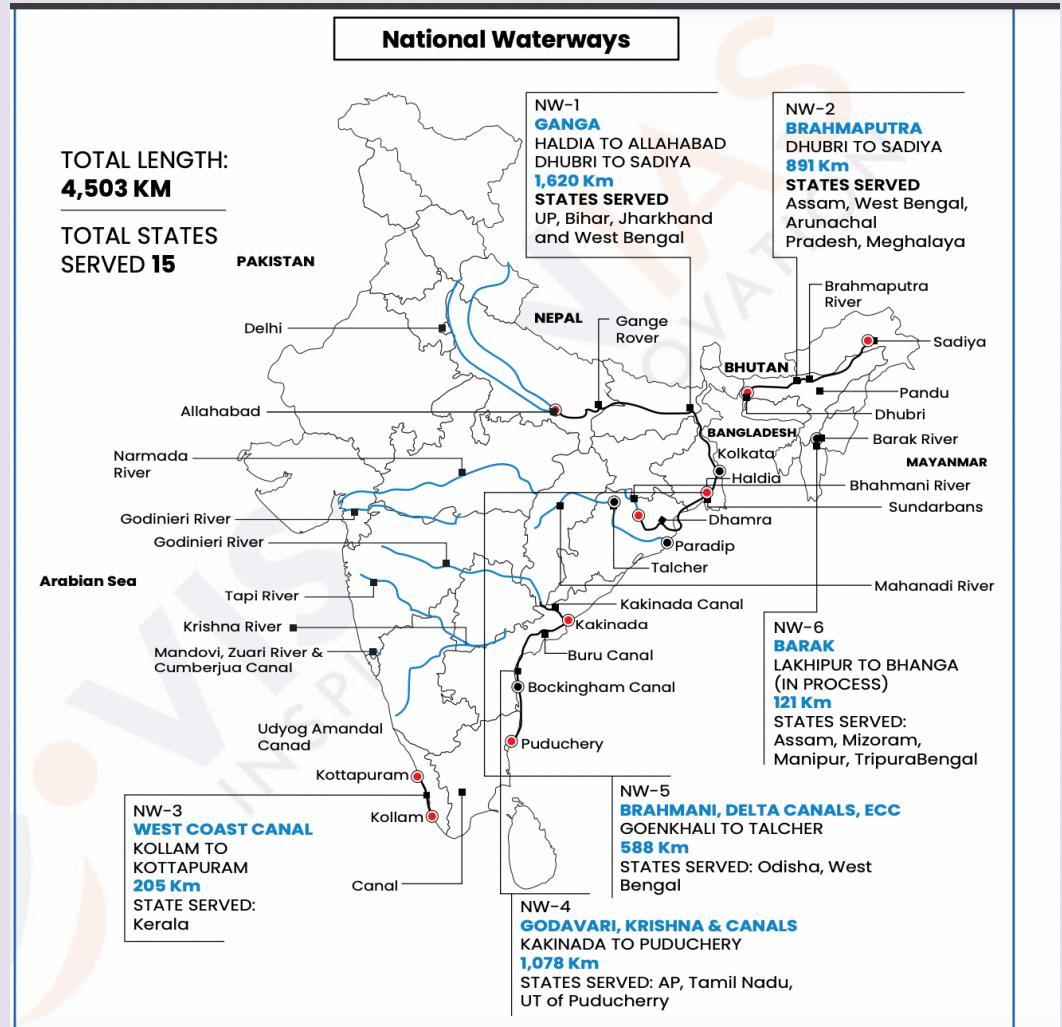 National Waterways
TOTAL LENGTH:
4,503 KM
TOTAL STATES
SERVED 15
NW-1
GANGA
HALDIA TO ALLAHABAD
DHUBRI TO SADIYA
1,620 Km
STATES SERVED
UP, Bihar, Jharkhand
and West Bengal
NW-2
BRAHMAPUTRA
DHUBRI TO SADIYA
891 Km
STATES SERVED
Assam, West Bengal,
Arunachal
Pradesh, Meghalaya
PAKISTAN
Brahmaputra
River
NEPAL
Gange
Rover
Delhi
Sadiya
BHUTAN
Pandu
Allahabad
Dhubri
BANGLADESH
Barak River
Kolkata
MAYANMAR
Narmada
River
Haldia
Bhahmani River
Sundarbans
Godinieri River
Dhamra
Godinieri River
Paradip
Talcher
Arabian Sea
Mahanadi River
Tapi River
Kakinada Canal
Krishna River
Kakinada
Mandovi, Zuari River &
Cumberjua Canal
Buru Canal
Bockingham Canal
NW-6
BARAK
LAKHIPUR TO BHANGA
(IN PROCESS)
121 Km
STATES SERVED:
Assam, Mizoram,
Manipur, TripuraBengal
Udyog Amandal
Canad
Puduchery
Kottapuram
Kollam
Canal
NW-3
WEST COAST CANAL
KOLLAM TO
KOTTAPURAM
205 Km
STATE SERVED:
Kerala
NW-5
BRAHMANI, DELTA CANALS, ECC
GOENKHALI TO TALCHER
588 Km
STATES SERVED: Odisha, West
Bengal
NW-4
GODAVARI, KRISHNA & CANALS
KAKINADA TO PUDUCHERY
1,078 Km
STATES SERVED: AP, Tamil Nadu,
UT of Puducherry